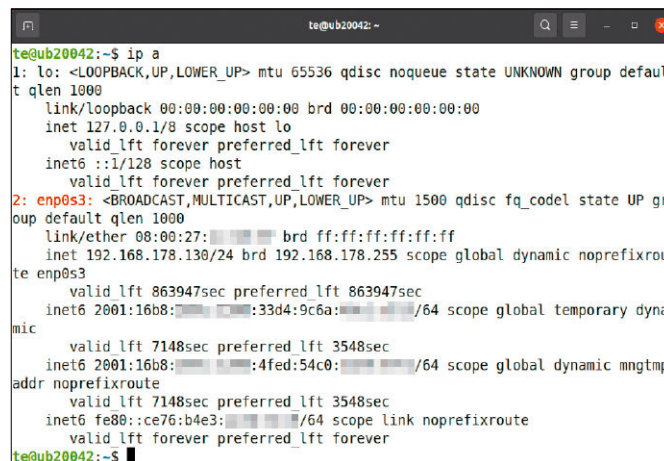 te@ub20042: ~
te@ub20042:~$ ip a
1: lo: <LOOPBACK,UP,LOWER_UP> mtu 65536 qdisc noqueue state UNKNOWN group defaul
t qlen 1000
    link/loopback 00:00:00:00:00:00 brd 00:00:00:00:00:00
    inet 127.0.0.1/8 scope host lo
       valid_lft forever preferred_lft forever
    inet6 ::1/128 scope host
       valid_lft forever preferred_lft forever
2: enp0s3: <BROADCAST,MULTICAST,UP,LOWER_UP> mtu 1500 qdisc fq_codel state UP gr
oup default qlen 1000
    link/ether 08:00:27: brd ff:ff:ff:ff:ff:ff
    inet 192.168.178.130/24 brd 192.168.178.255 scope global dynamic noprefixrou
te enp0s3
       valid_lft 863947sec preferred_lft 863947sec
    inet6 2001:16b8: :33d4:9c6a: /64 scope global temporary dyna
mic
       valid_lft 7148sec preferred_lft 3548sec
    inet6 2001:16b8: :4fed:54c0: /64 scope global dynamic mngtmp
addr noprefixroute
       valid_lft 7148sec preferred_lft 3548sec
    inet6 fe80::ce76:b4e3: /64 scope link noprefixroute
       valid_lft forever preferred_lft forever
te@ub20042:~$